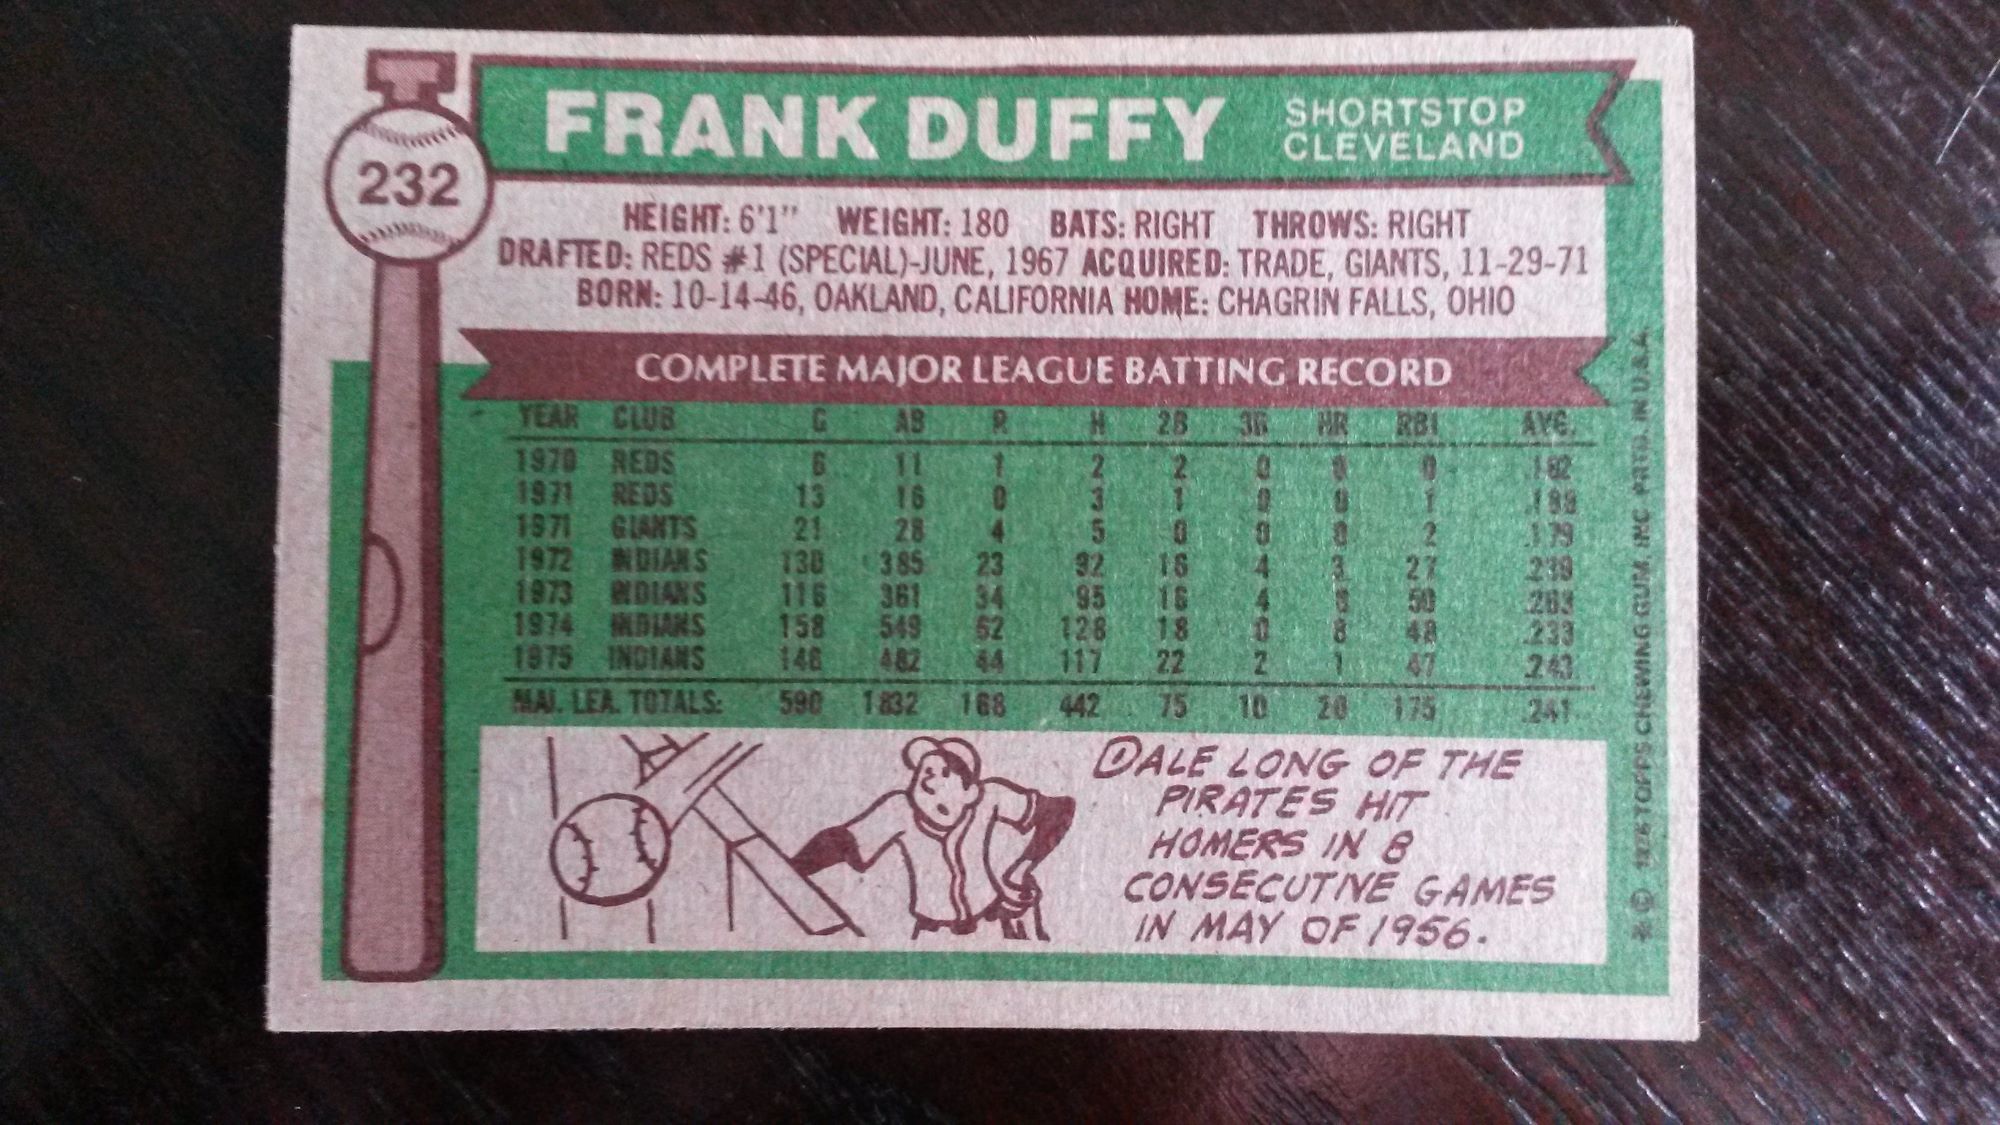 FRANK DUFFY
SHORTSTOP
CLEVELAND
232
HEIGHT: 6'1" WEIGHT: 180 BATS: RIGHT THROWS: RIGHT
DRAFTED: REDS #1 (SPECIAL)-JUNE, 1967 ACQUIRED: TRADE, GIANTS, 11-29-71
BORN: 10-14-46, OAKLAND, CALIFORNIA HOME: CHAGRIN FALLS, OHIO
COMPLETE MAJOR LEAGUE BATTING RECORD
YEAR CLUB G AB R H 2B 3B HR RBI AVG.
1970 REDS 6 11 1 2 2 0 0 0 .182
1971 REDS 13 16 0 3 1 0 0 1 .188
1971 GIANTS 21 28 4 5 0 0 0 2 .179
1972 INDIANS 130 385 23 92 16 4 3 27 .239
1973 INDIANS 116 361 34 95 16 4 8 50 .263
1974 INDIANS 158 549 62 128 18 0 8 48 .233
1975 INDIANS 146 482 44 117 22 2 1 47 .243
MAJ. LEA. TOTALS: 590 1832 168 442 75 10 20 175 .241
DALE LONG OF THE
PIRATES HIT
HOMERS IN 8
CONSECUTIVE GAMES
IN MAY OF 1956.
© 1976 TOPPS CHEWING GUM, INC. PRTD. IN U.S.A.